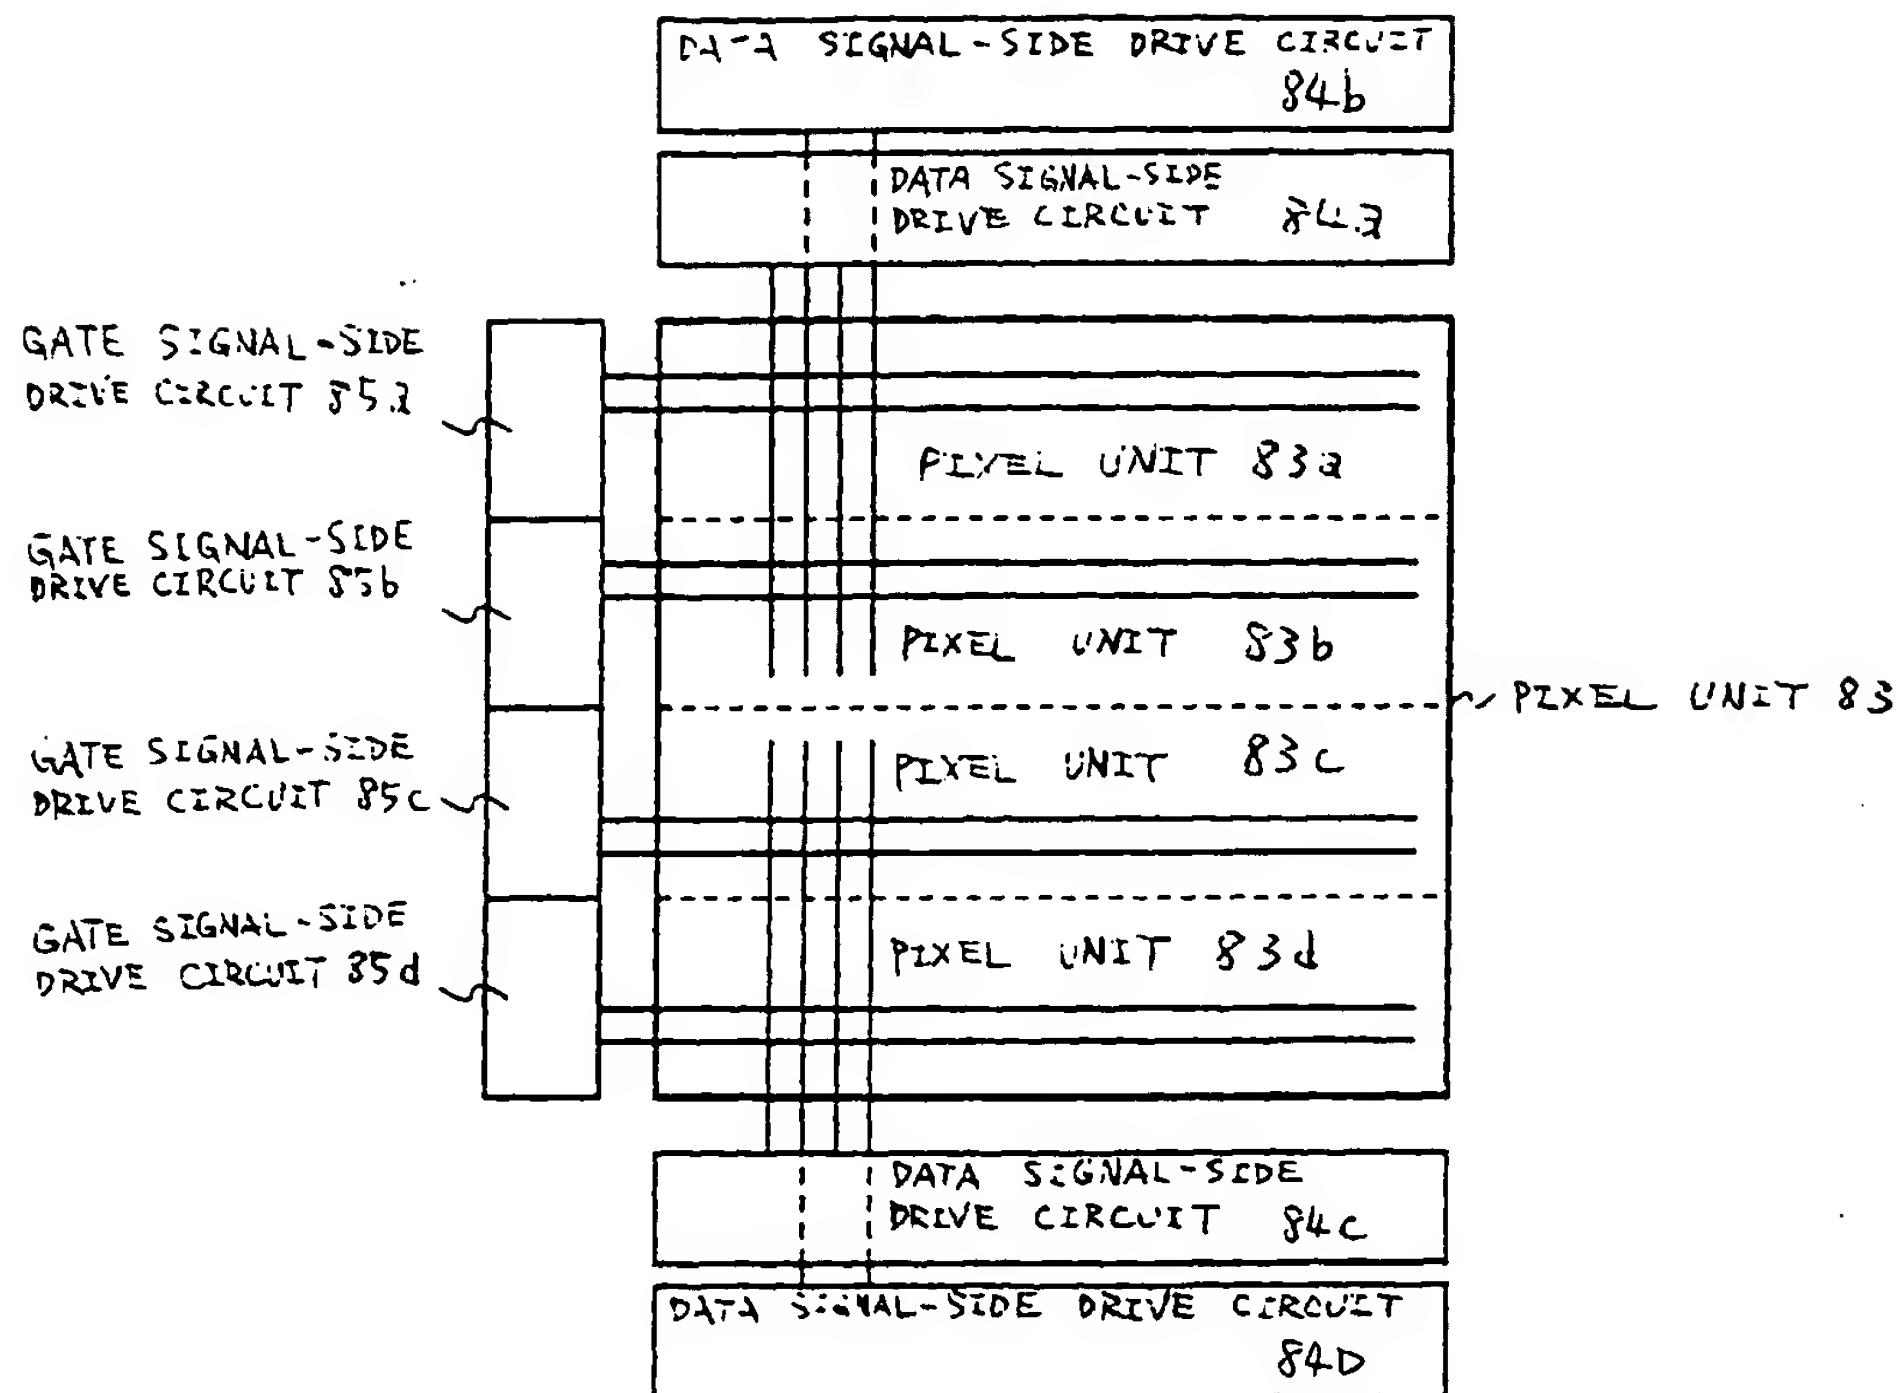 DATA SIGNAL-SIDE DRIVE CIRCUIT
84b
DATA SIGNAL-SIDE
DRIVE CIRCUIT 84a
GATE SIGNAL-SIDE
DRIVE CIRCUIT 85a
PIXEL UNIT 83a
GATE SIGNAL-SIDE
DRIVE CIRCUIT 85b
PIXEL UNIT 83b
PIXEL UNIT 83
GATE SIGNAL-SIDE
DRIVE CIRCUIT 85c
PIXEL UNIT 83c
GATE SIGNAL-SIDE
DRIVE CIRCUIT 85d
PIXEL UNIT 83d
DATA SIGNAL-SIDE
DRIVE CIRCUIT 84c
DATA SIGNAL-SIDE DRIVE CIRCUIT
84D